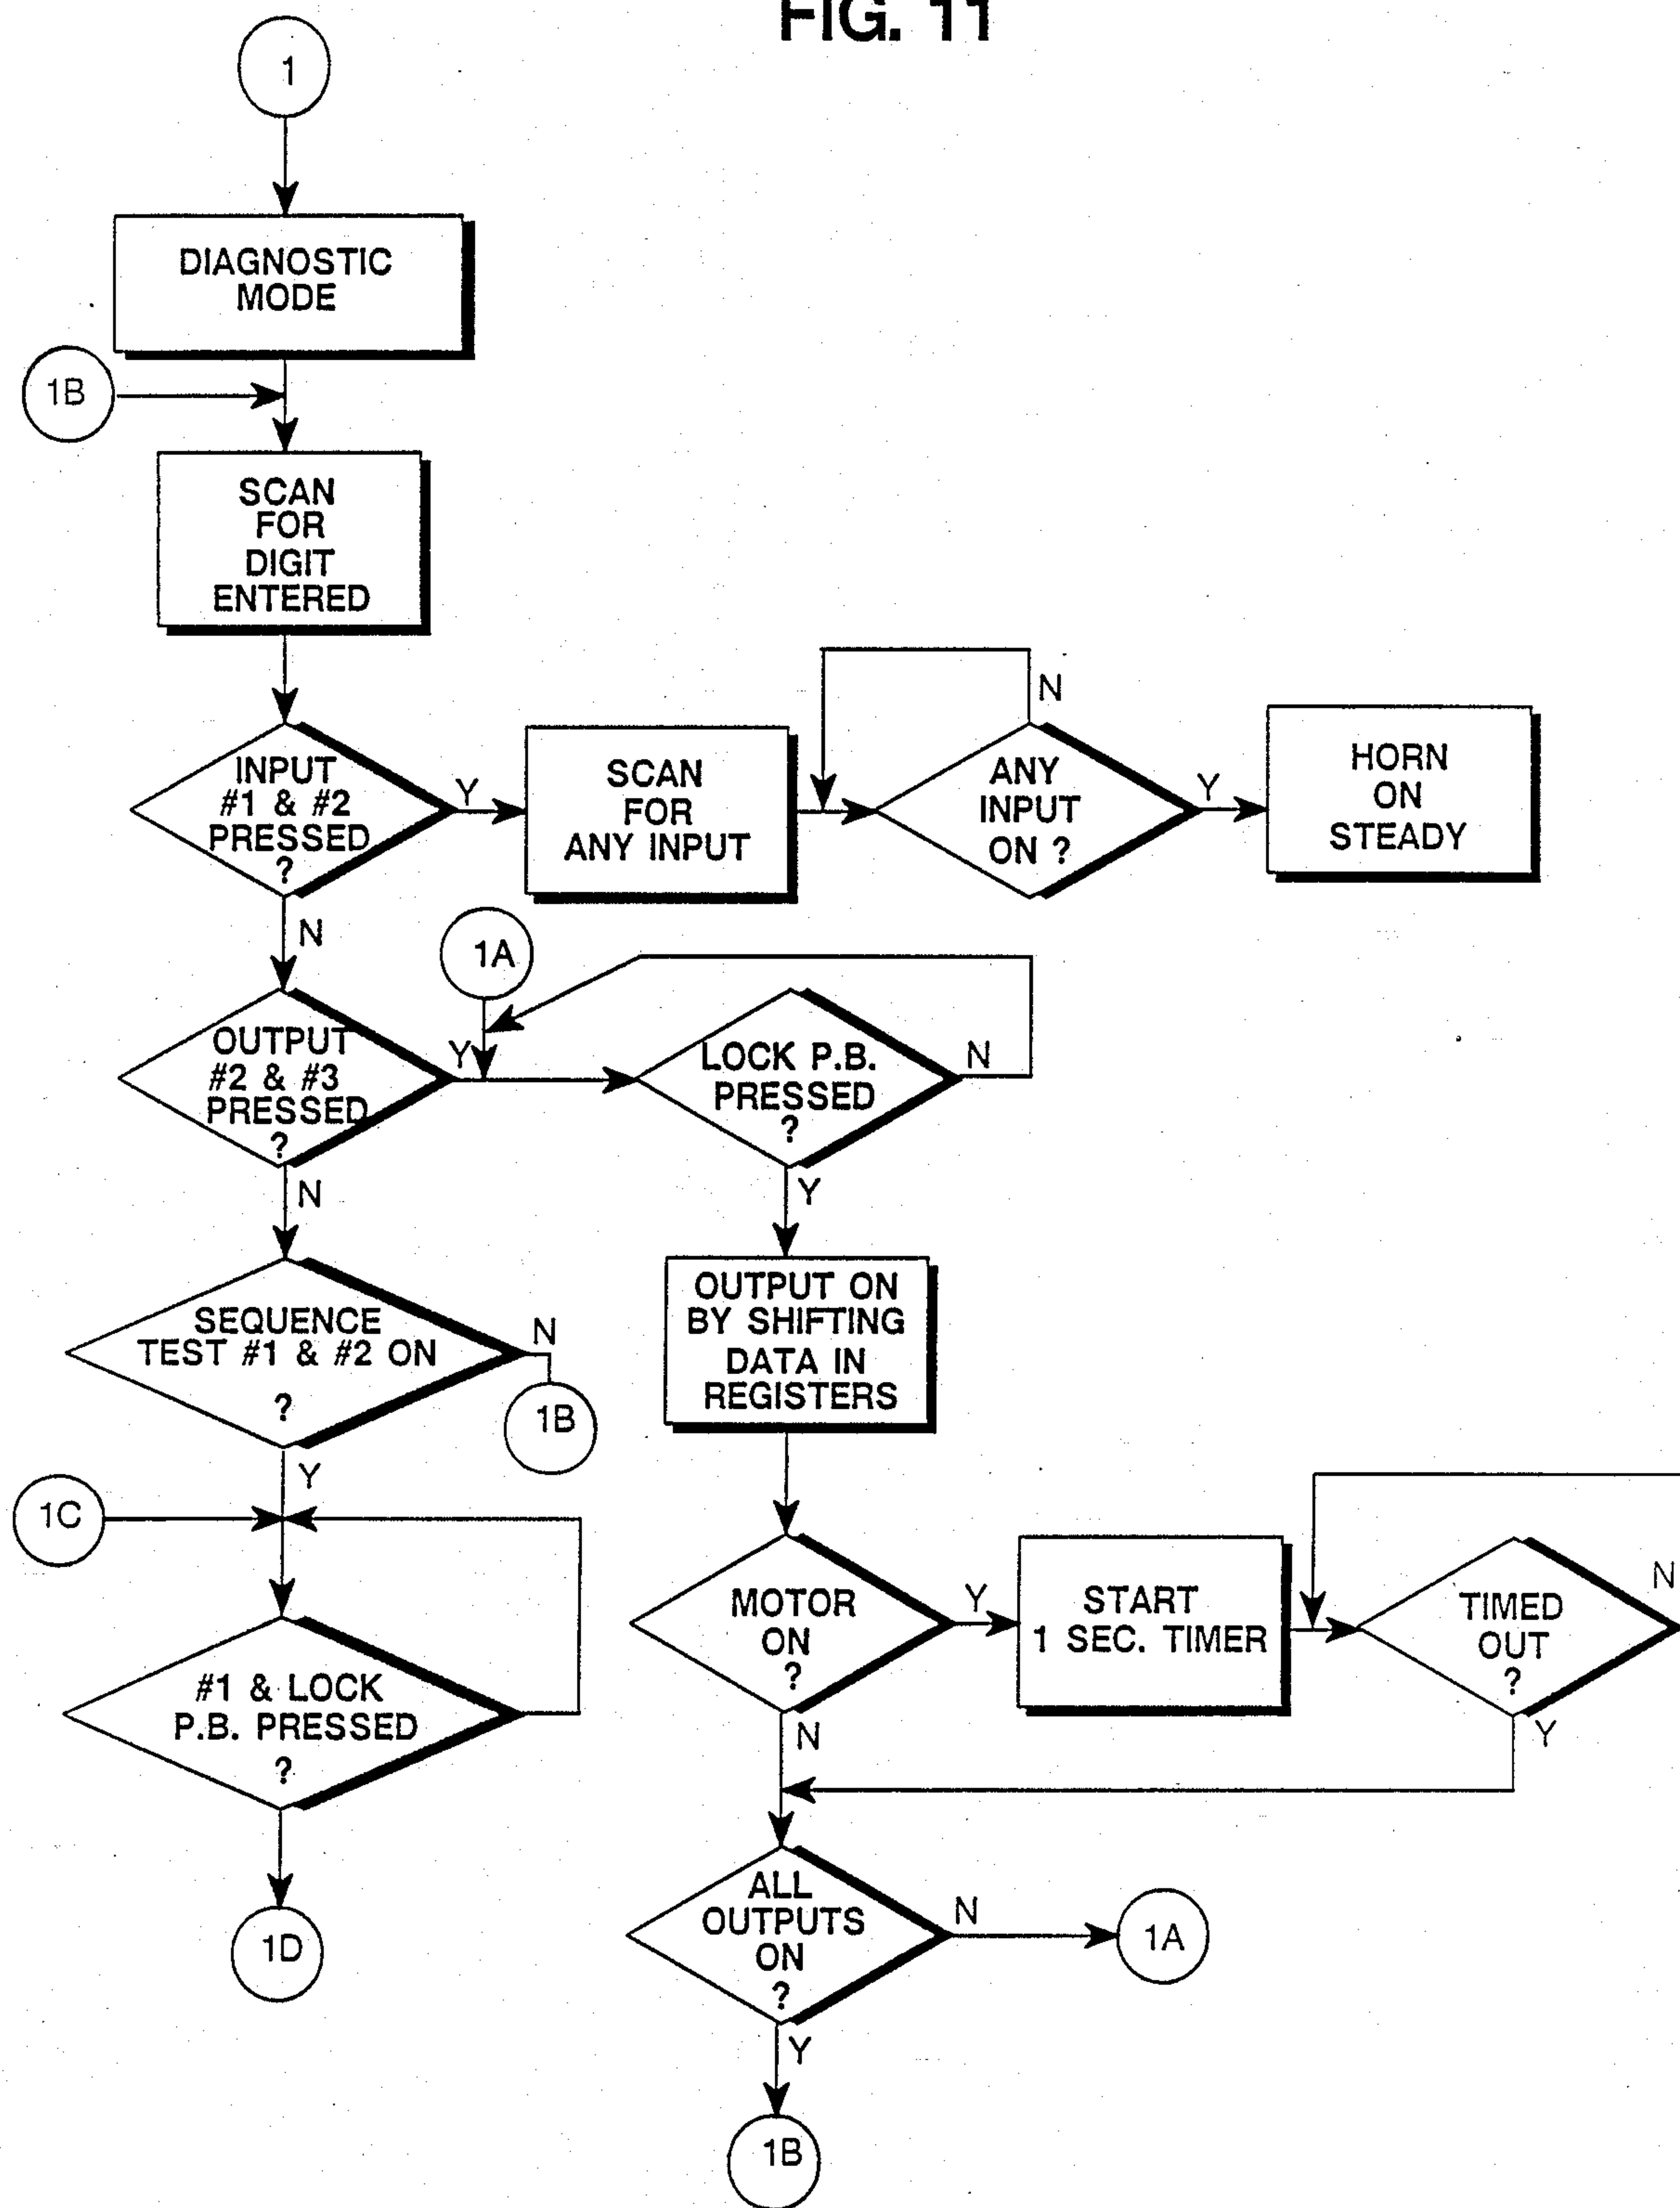 FIG. 11
1
DIAGNOSTIC
MODE
1B
SCAN
FOR
DIGIT
ENTERED
INPUT
#1 & #2
PRESSED
?
Y
N
SCAN
FOR
ANY INPUT
ANY
INPUT
ON ?
N
Y
HORN
ON
STEADY
OUTPUT
#2 & #3
PRESSED
?
Y
N
1A
LOCK P.B.
PRESSED
?
N
Y
SEQUENCE
TEST #1 & #2 ON
?
N
1B
Y
OUTPUT ON
BY SHIFTING
DATA IN
REGISTERS
1C
#1 & LOCK
P.B. PRESSED
?
1D
MOTOR
ON
?
Y
N
START
1 SEC. TIMER
TIMED
OUT
?
N
Y
ALL
OUTPUTS
ON
?
N
1A
Y
1B